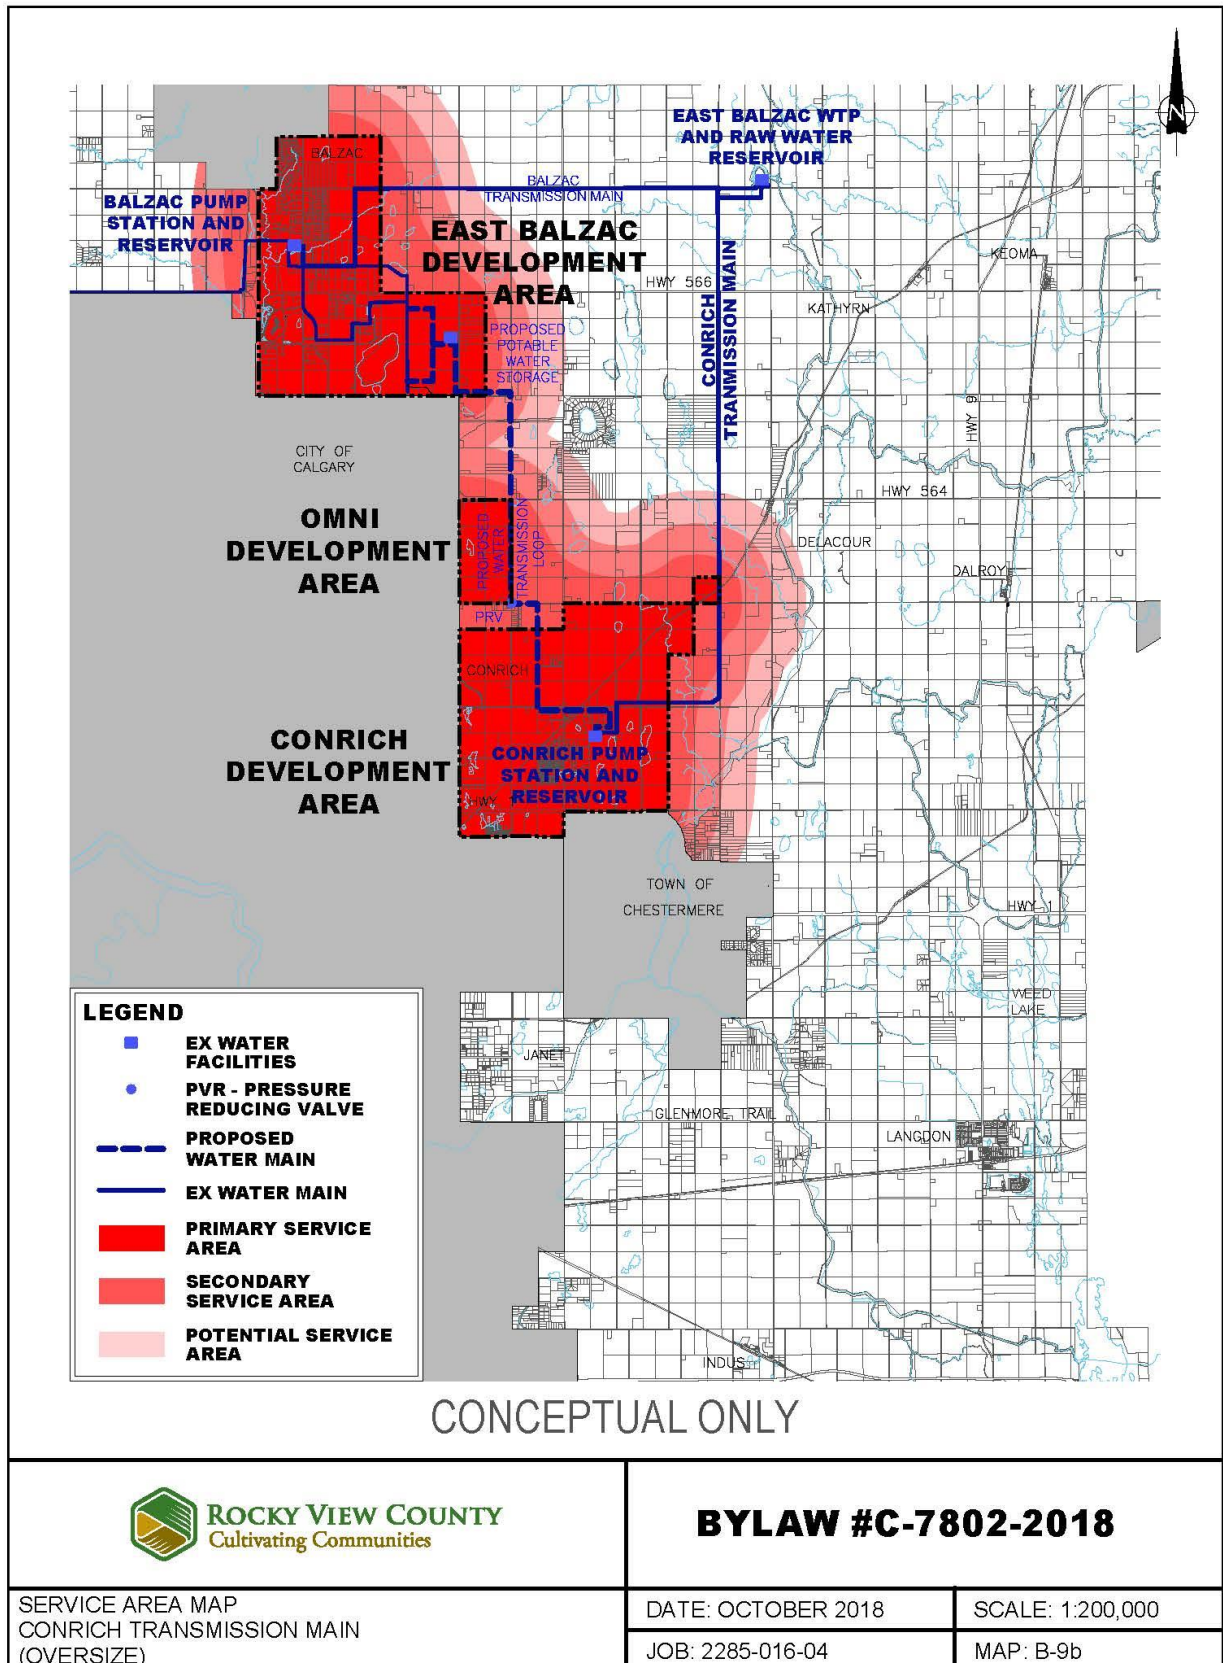 EAST BALZAC WTP
AND RAW WATER
RESERVOIR
N
BALZAC
BALZAC
TRANSMISSION MAIN
BALZAC PUMP
STATION AND
RESERVOIR
EAST BALZAC
DEVELOPMENT
AREA
KEOMA
HWY 566
KATHYRN
CONRICH
TRANMISSION MAIN
PROPOSED
POTABLE
WATER
STORAGE
HWY 9
CITY OF
CALGARY
HWY 564
OMNI
DEVELOPMENT
AREA
PROPOSED
WATER
TRANSMISSION
LOOP
DELACOUR
DALROY
PRV
CONRICH
CONRICH
DEVELOPMENT
AREA
CONRICH PUMP
STATION AND
RESERVOIR
HWY 1
TOWN OF
CHESTERMERE
HWY 1
WEED
LAKE
JANET
GLENMORE TRAIL
LANGDON
INDUS
LEGEND
EX WATER
FACILITIES
PVR - PRESSURE
REDUCING VALVE
PROPOSED
WATER MAIN
EX WATER MAIN
PRIMARY SERVICE
AREA
SECONDARY
SERVICE AREA
POTENTIAL SERVICE
AREA
CONCEPTUAL ONLY
ROCKY VIEW COUNTY
Cultivating Communities
BYLAW #C-7802-2018
SERVICE AREA MAP
CONRICH TRANSMISSION MAIN
(OVERSIZE)
DATE: OCTOBER 2018
SCALE: 1:200,000
JOB: 2285-016-04
MAP: B-9b